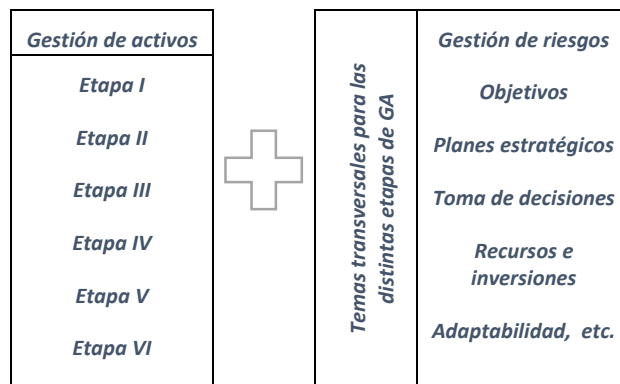 Gestión de activos
Etapa I
Etapa II
Etapa III
Etapa IV
Etapa V
Etapa VI
Temas transversales para las
distintas etapas de GA
Gestión de riesgos
Objetivos
Planes estratégicos
Toma de decisiones
Recursos e
inversiones
Adaptabilidad, etc.